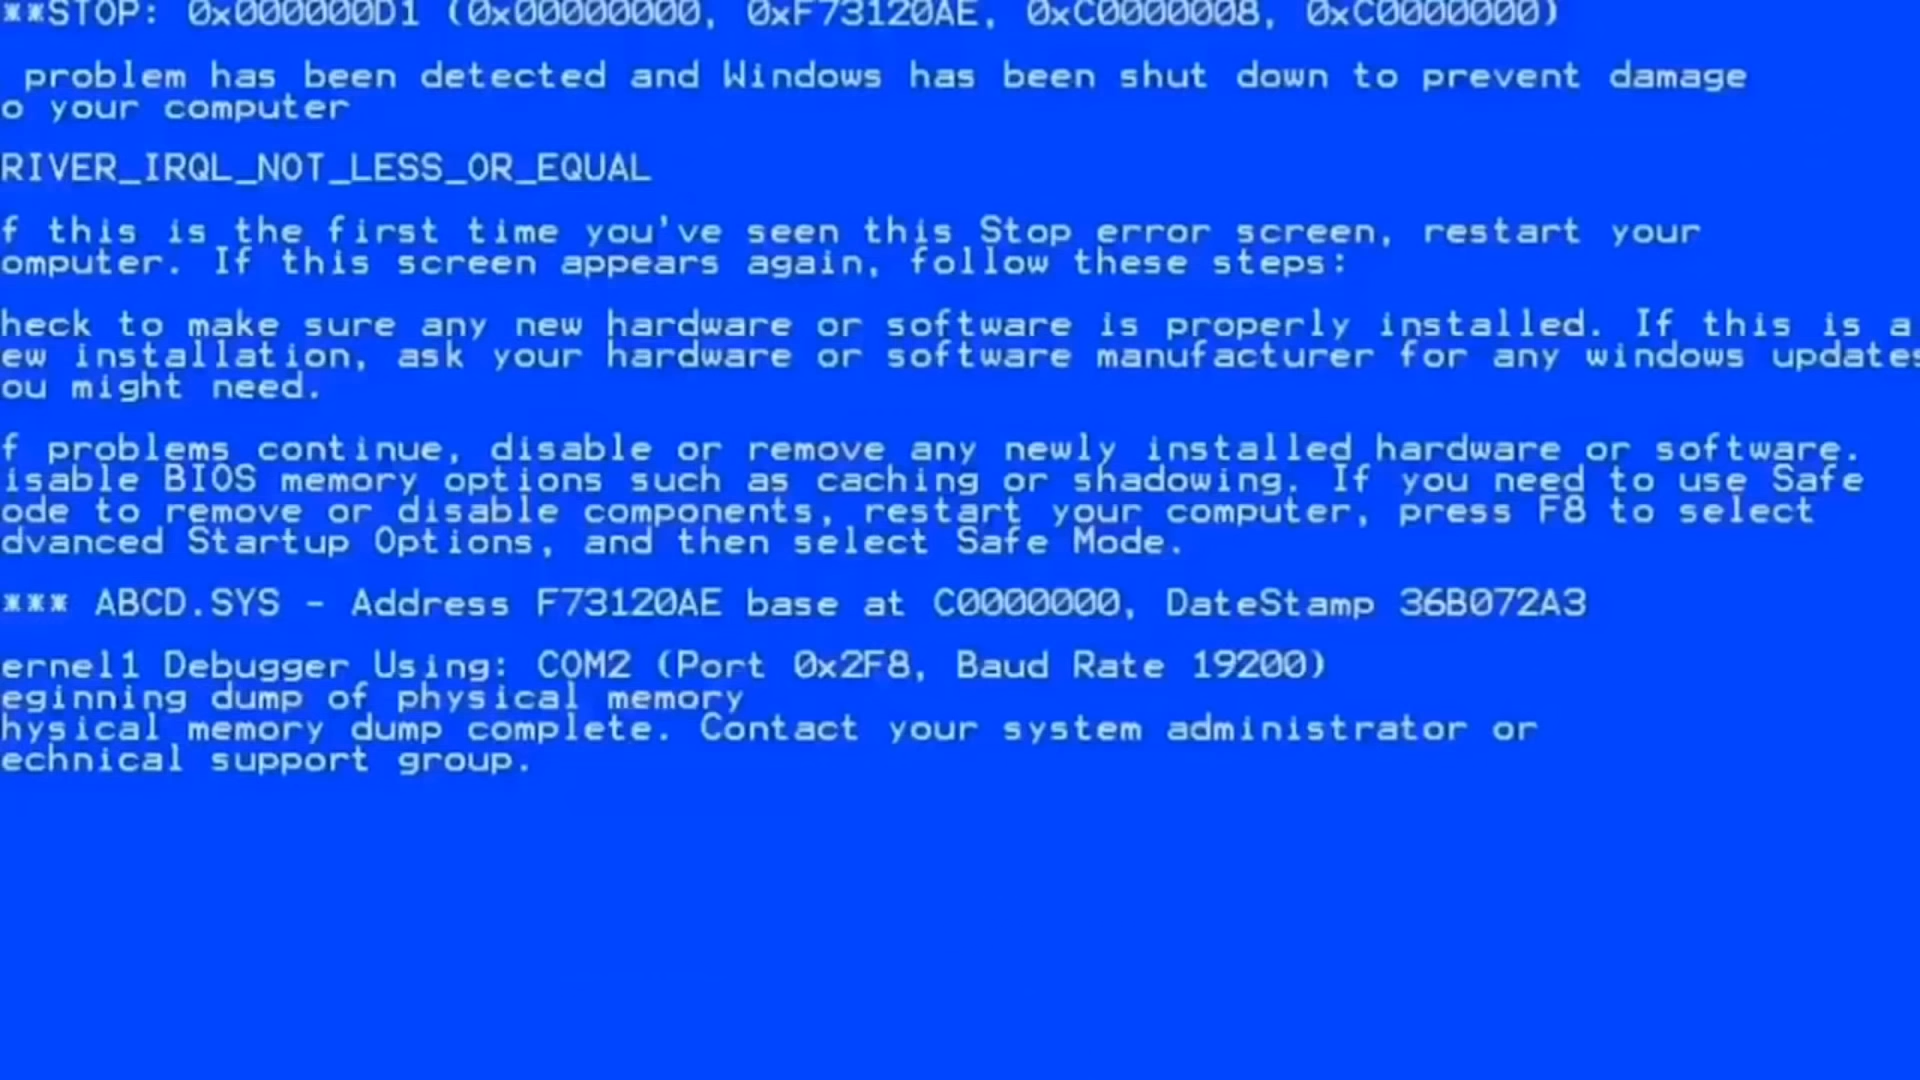 **STOP: 0x000000D1 (0x00000000, 0xF73120AE, 0xC0000008, 0xC0000000)
problem has been detected and Windows has been shut down to prevent damage
o your computer
RIVER_IRQL_NOT_LESS_OR_EQUAL
f this is the first time you've seen this Stop error screen, restart your
omputer. If this screen appears again, follow these steps:
heck to make sure any new hardware or software is properly installed. If this is a
ew installation, ask your hardware or software manufacturer for any windows updates
ou might need.
f problems continue, disable or remove any newly installed hardware or software.
isable BIOS memory options such as caching or shadowing. If you need to use Safe
ode to remove or disable components, restart your computer, press F8 to select
dvanced Startup Options, and then select Safe Mode.
*** ABCD.SYS - Address F73120AE base at C0000000, DateStamp 36B072A3
ernel1 Debugger Using: COM2 (Port 0x2F8, Baud Rate 19200)
eginning dump of physical memory
hysical memory dump complete. Contact your system administrator or
echnical support group.